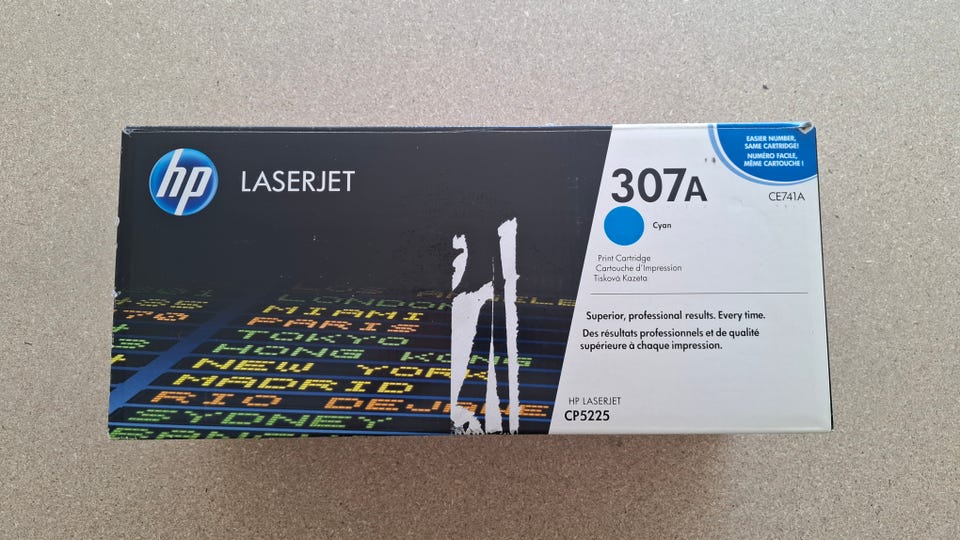 hp
LASERJET
EASIER NUMBER,
SAME CARTRIDGE!
NUMÉRO FACILE,
MÊME CARTOUCHE !
307A
CE741A
Cyan
Print Cartridge
Cartouche d'Impression
Tisková Kazeta
Superior, professional results. Every time.
Des résultats professionnels et de qualité
supérieure à chaque impression.
HP LASERJET
CP5225
LONDON
MIAMI
PARIS
TOKYO
HONG KONG
NEW YORK
MADRID
RIO DE JANE
SYDNEY